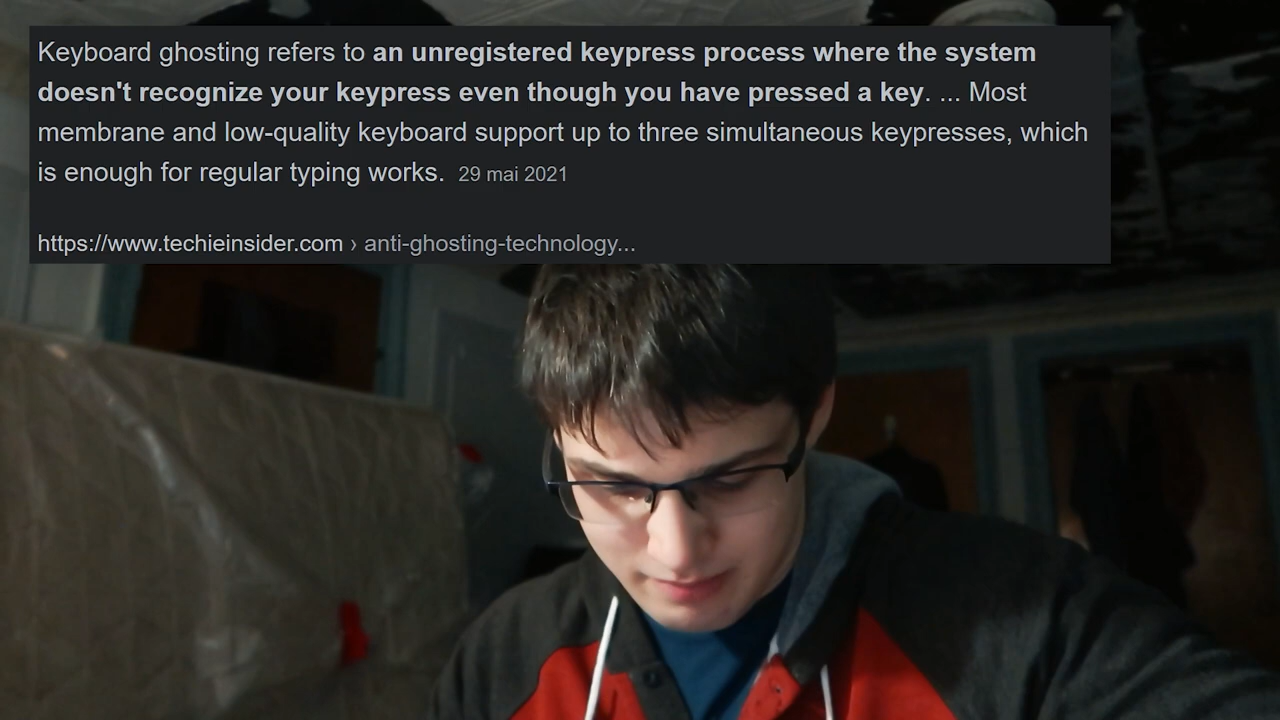 Keyboard ghosting refers to an unregistered keypress process where the system
doesn't recognize your keypress even though you have pressed a key. ... Most
membrane and low-quality keyboard support up to three simultaneous keypresses, which
is enough for regular typing works. 29 mai 2021
https://www.techieinsider.com › anti-ghosting-technology...